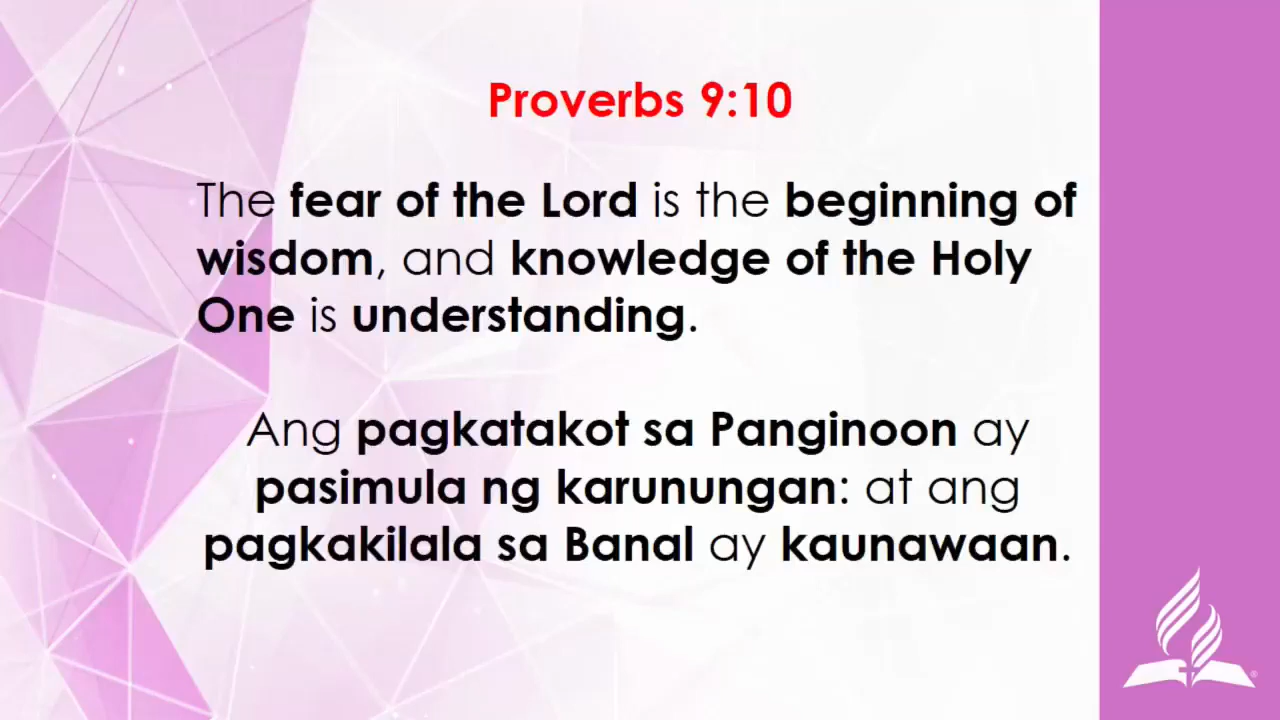 Proverbs 9:10
The fear of the Lord is the beginning of
wisdom, and knowledge of the Holy
One is understanding.
Ang pagkatakot sa Panginoon ay
pasimula ng karunungan: at ang
pagkakilala sa Banal ay kaunawaan.